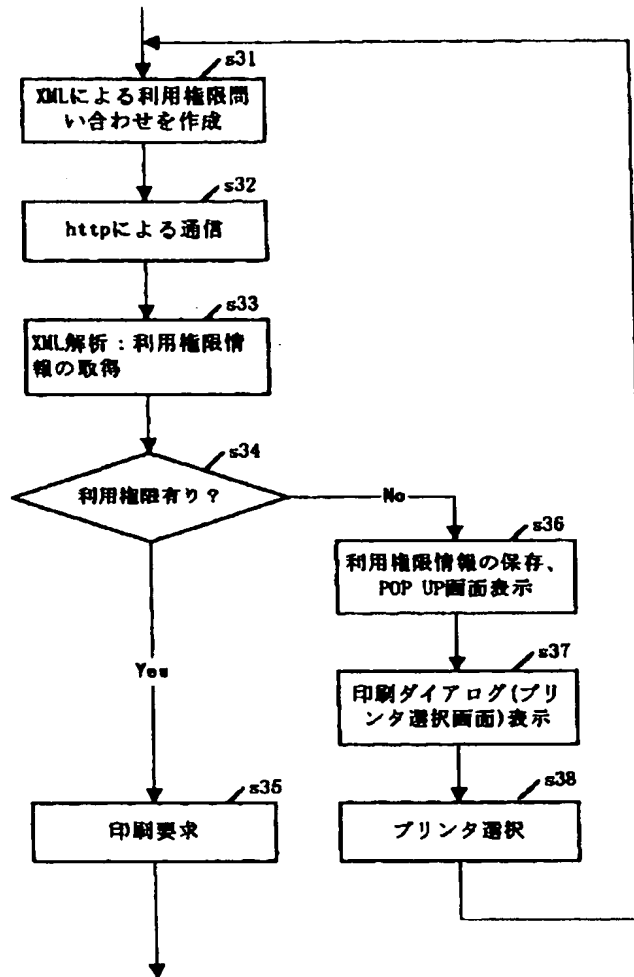 s31
XMLによる利用権限問
い合わせを作成
s32
httpによる通信
s33
XML解析：利用権限情
報の取得
s34
利用権限有り？
No
s36
利用権限情報の保存、
POP UP画面表示
s37
Yes
印刷ダイアログ(プリ
ンタ選択画面)表示
s35
印刷要求
s38
プリンタ選択